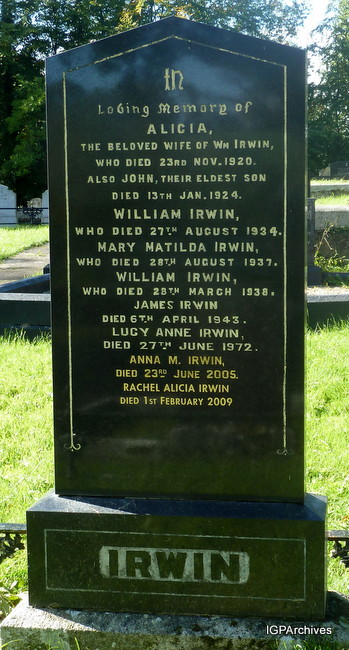 In
Loving Memory of
ALICIA,
THE BELOVED WIFE OF WM IRWIN,
WHO DIED 23RD NOV. 1920.
ALSO JOHN, THEIR ELDEST SON
DIED 13TH JAN. 1924.
WILLIAM IRWIN,
WHO DIED 27TH AUGUST 1934.
MARY MATILDA IRWIN,
WHO DIED 28TH AUGUST 1937.
WILLIAM IRWIN,
WHO DIED 28TH MARCH 1938.
JAMES IRWIN
DIED 6TH APRIL 1943.
LUCY ANNE IRWIN,
DIED 27TH JUNE 1972.
ANNA M. IRWIN,
DIED 23RD JUNE 2005.
RACHEL ALICIA IRWIN
DIED 1ST FEBRUARY 2009
IRWIN
IGPArchives